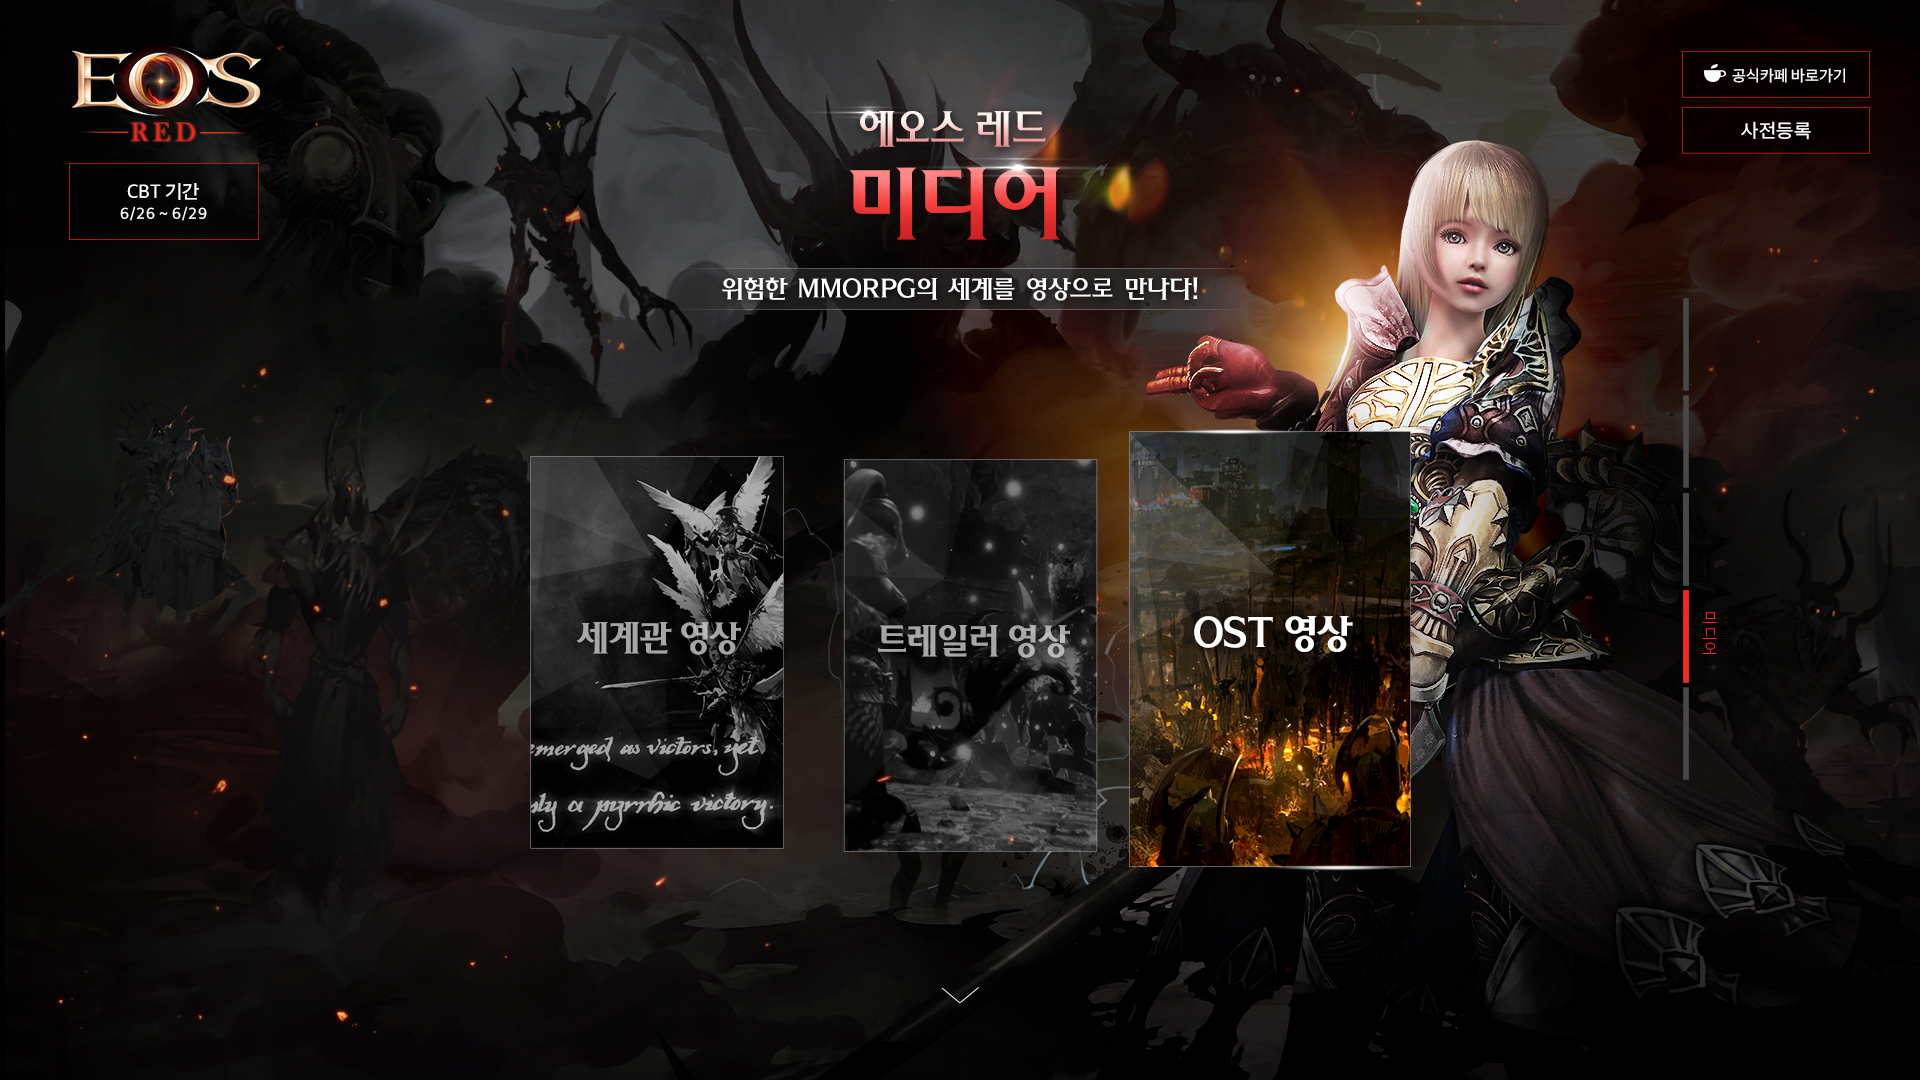 EOS
RED
CBT 기간
6/26 ~ 6/29
에오스 레드
미디어
위험한 MMORPG의 세계를 영상으로 만나다!
공식카페 바로가기
사전등록
세계관 영상
emerged as victors, yet
nly a pyrrhic victory.
트레일러 영상
OST 영상
미디어